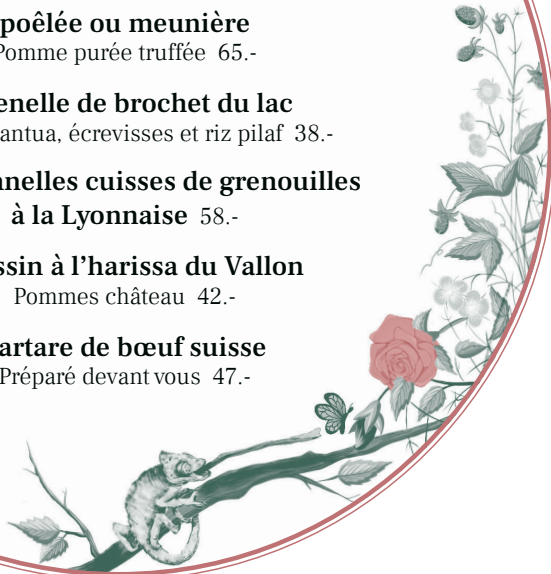 poêlée ou meunière
Pomme purée truffée 65.-
enelle de brochet du lac
antua, écrevisses et riz pilaf 38.-
nnelles cuisses de grenouilles
à la Lyonnaise 58.-
ssin à l’harissa du Vallon
Pommes château 42.-
artare de bœuf suisse
Préparé devant vous 47.-